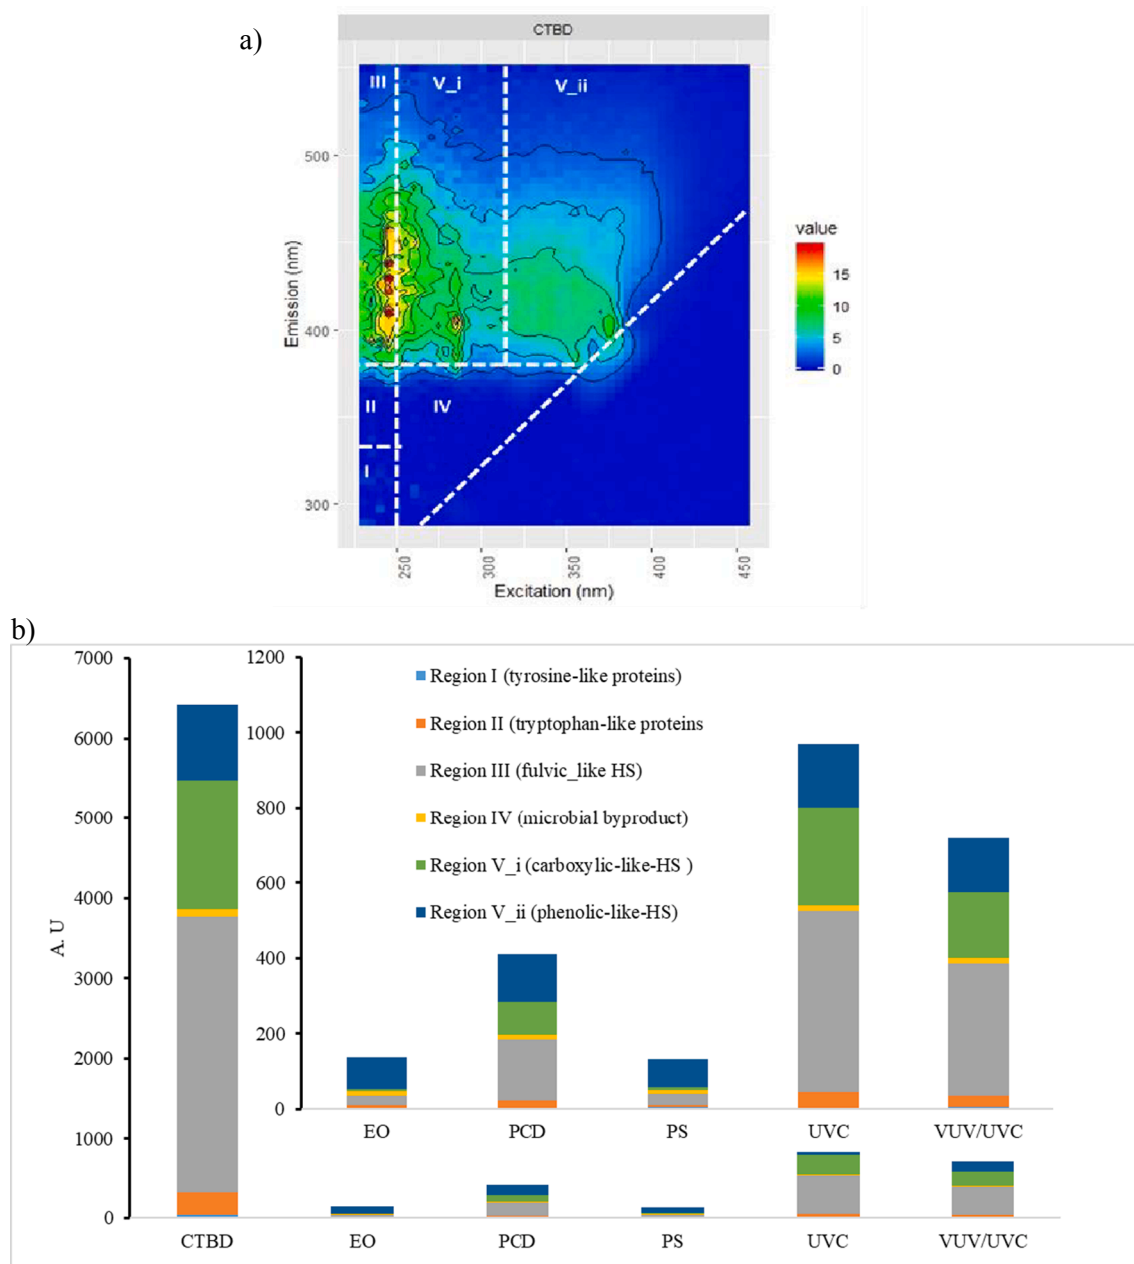 a)
CTBD
III
V_i
V_ii
500
400
300
II
IV
I
Emission (nm)
250
300
350
400
450
Excitation (nm)
value
15
10
5
0
b)
7000
6000
5000
4000
3000
2000
1000
0
A. U
1200
1000
800
600
400
200
0
Region I (tyrosine-like proteins)
Region II (tryptophan-like proteins
Region III (fulvic_like HS)
Region IV (microbial byproduct)
Region V_i (carboxylic-like-HS )
Region V_ii (phenolic-like-HS)
EO PCD PS UVC VUV/UVC
CTBD EO PCD PS UVC VUV/UVC